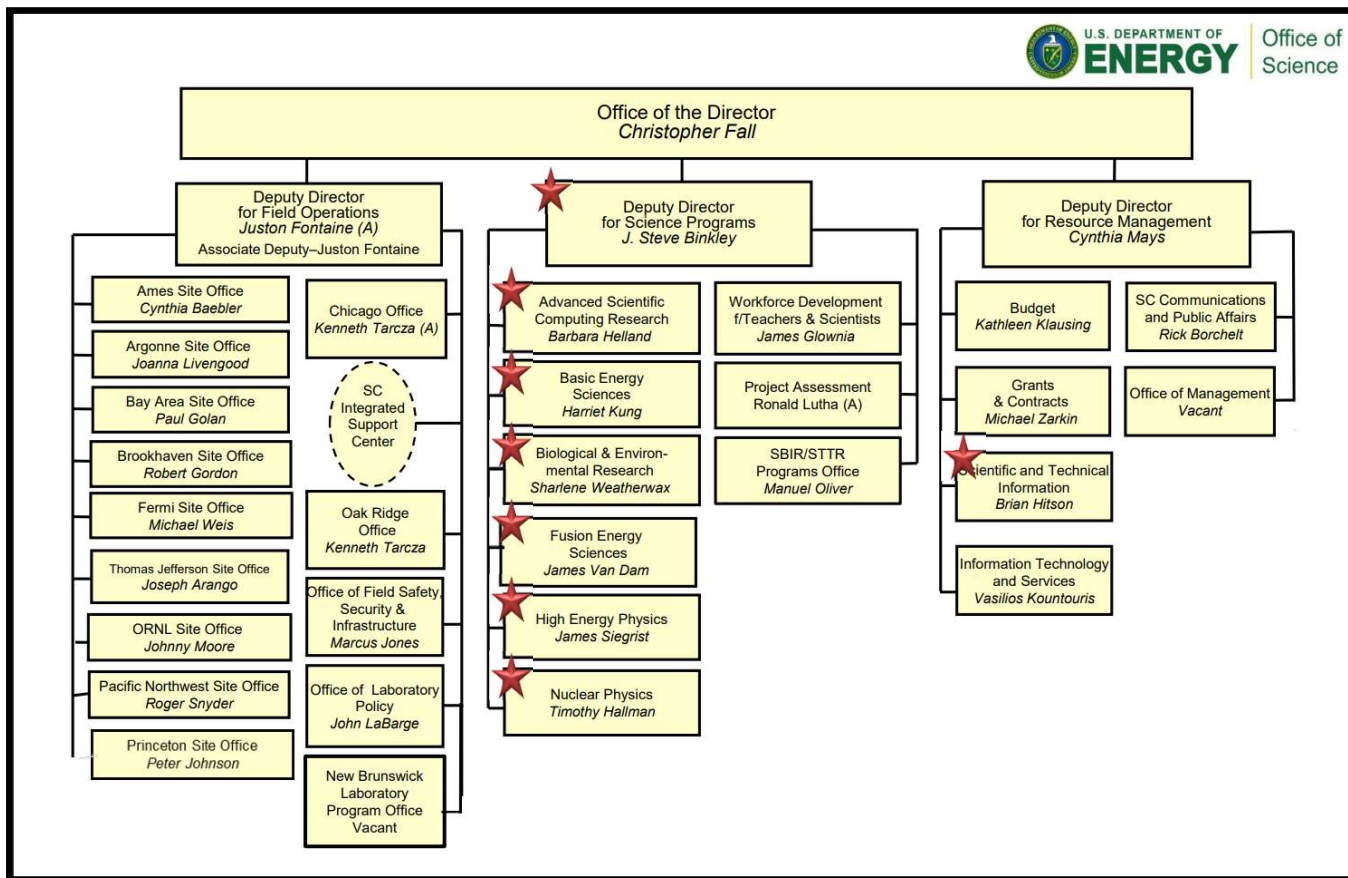 U.S. DEPARTMENT OF
ENERGY
Office of
Science
Office of the Director
Christopher Fall
Deputy Director
for Field Operations
Juston Fontaine (A)
Associate Deputy–Juston Fontaine
Ames Site Office
Cynthia Baebler
Argonne Site Office
Joanna Livengood
Bay Area Site Office
Paul Golan
Brookhaven Site Office
Robert Gordon
Fermi Site Office
Michael Weis
Thomas Jefferson Site Office
Joseph Arango
ORNL Site Office
Johnny Moore
Pacific Northwest Site Office
Roger Snyder
Princeton Site Office
Peter Johnson
Chicago Office
Kenneth Tarcza (A)
SC
Integrated
Support
Center
Oak Ridge
Office
Kenneth Tarcza
Office of Field Safety,
Security &
Infrastructure
Marcus Jones
Office of Laboratory
Policy
John LaBarge
New Brunswick
Laboratory
Program Office
Vacant
Deputy Director
for Science Programs
J. Steve Binkley
Advanced Scientific
Computing Research
Barbara Helland
Basic Energy
Sciences
Harriet Kung
Biological & Environ-
mental Research
Sharlene Weatherwax
Fusion Energy
Sciences
James Van Dam
High Energy Physics
James Siegrist
Nuclear Physics
Timothy Hallman
Workforce Development
f/Teachers & Scientists
James Glownia
Project Assessment
Ronald Lutha (A)
SBIR/STTR
Programs Office
Manuel Oliver
Deputy Director
for Resource Management
Cynthia Mays
Budget
Kathleen Klausing
Grants
& Contracts
Michael Zarkin
Scientific and Technical
Information
Brian Hitson
Information Technology
and Services
Vasilios Kountouris
SC Communications
and Public Affairs
Rick Borchelt
Office of Management
Vacant